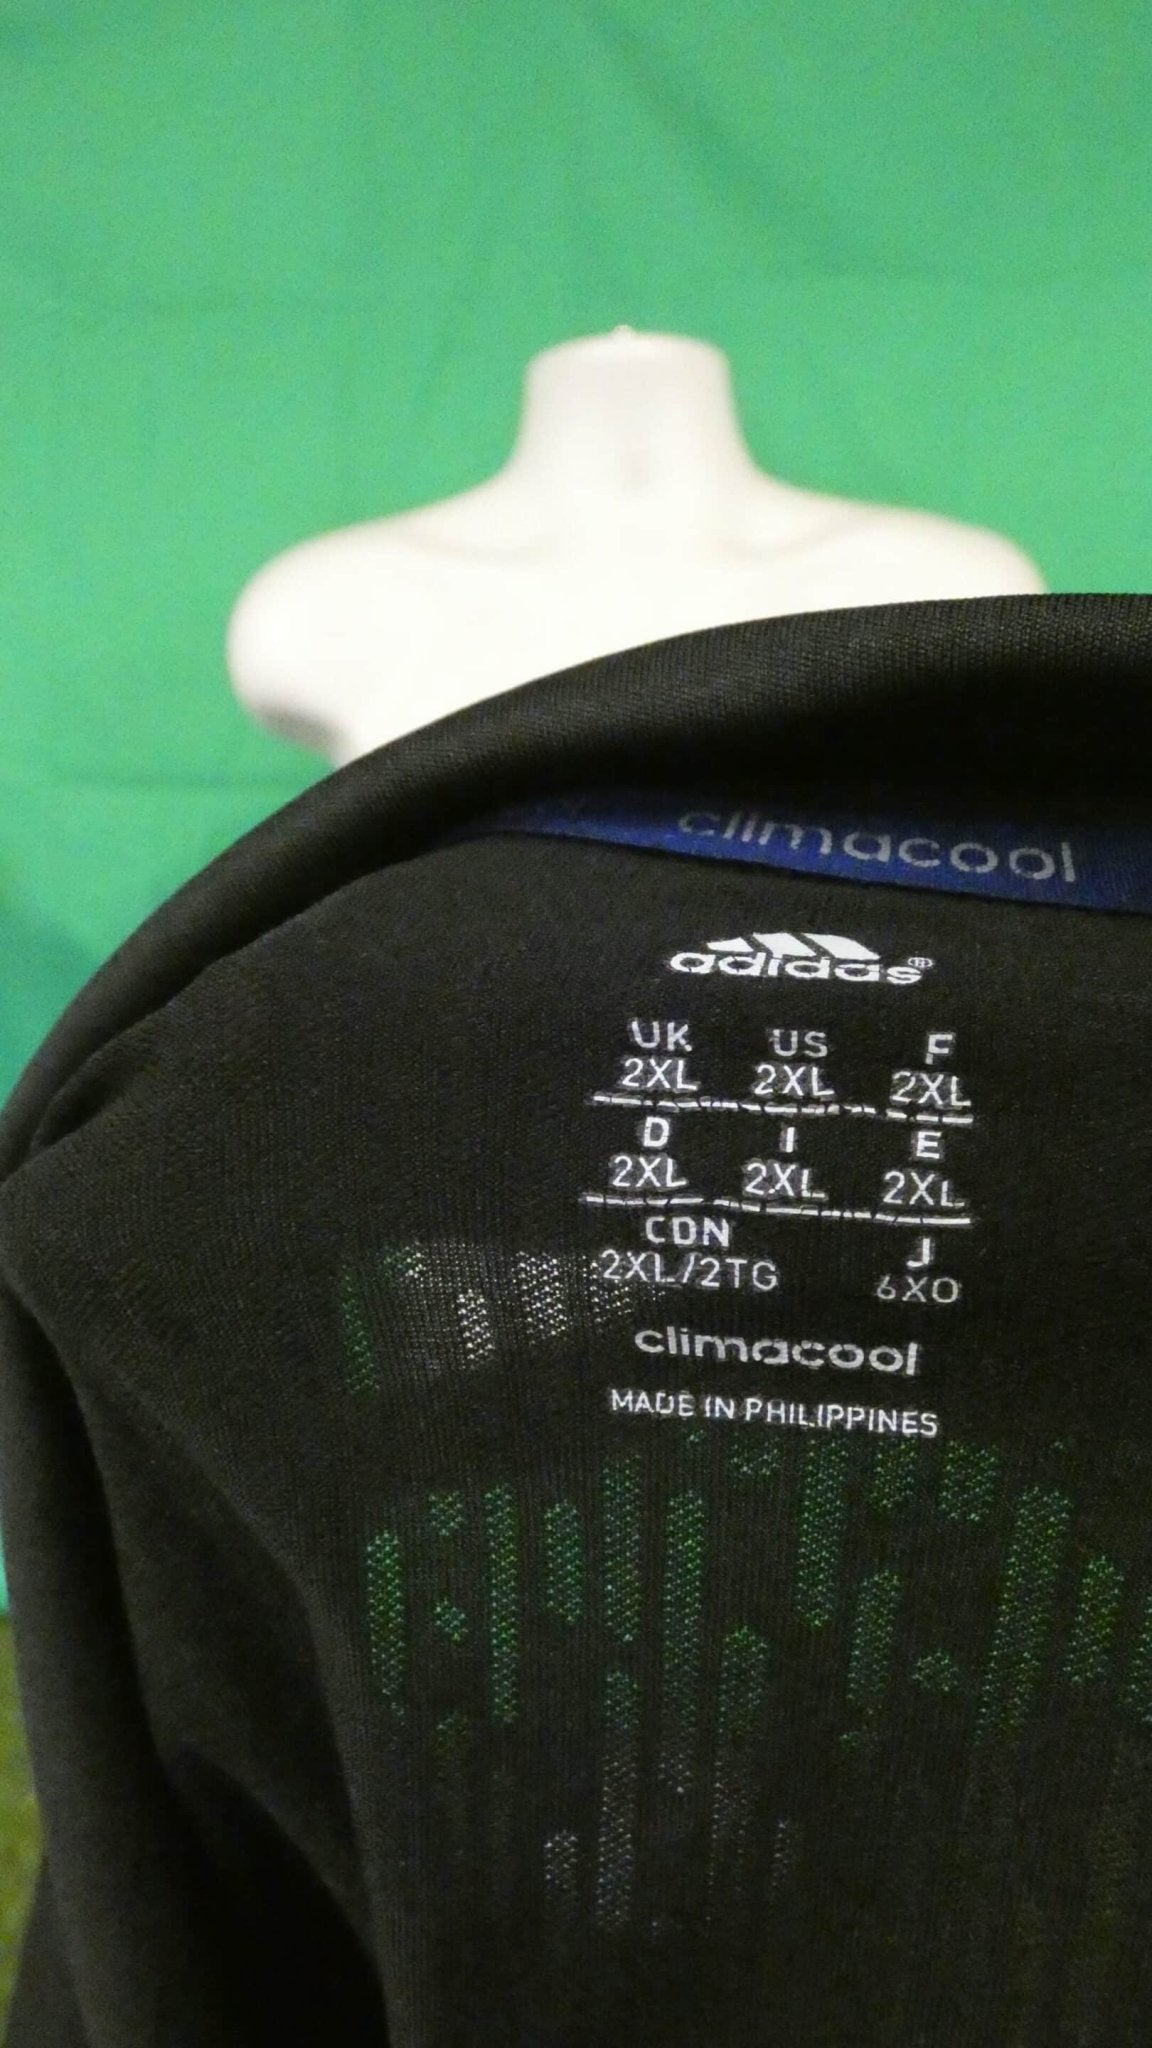 climacool
adidas®
UK US F
2XL 2XL 2XL
D I E
2XL 2XL 2XL
CDN J
2XL/2TG 6XO
climacool
MADE IN PHILIPPINES